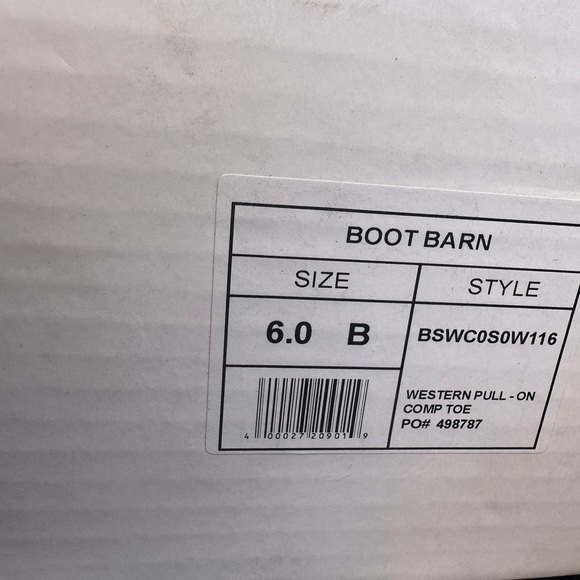 BOOT BARN
SIZE
STYLE
6.0 B
BSWC0S0W116
WESTERN PULL - ON
COMP TOE
PO# 498787
4 00027 20901 9